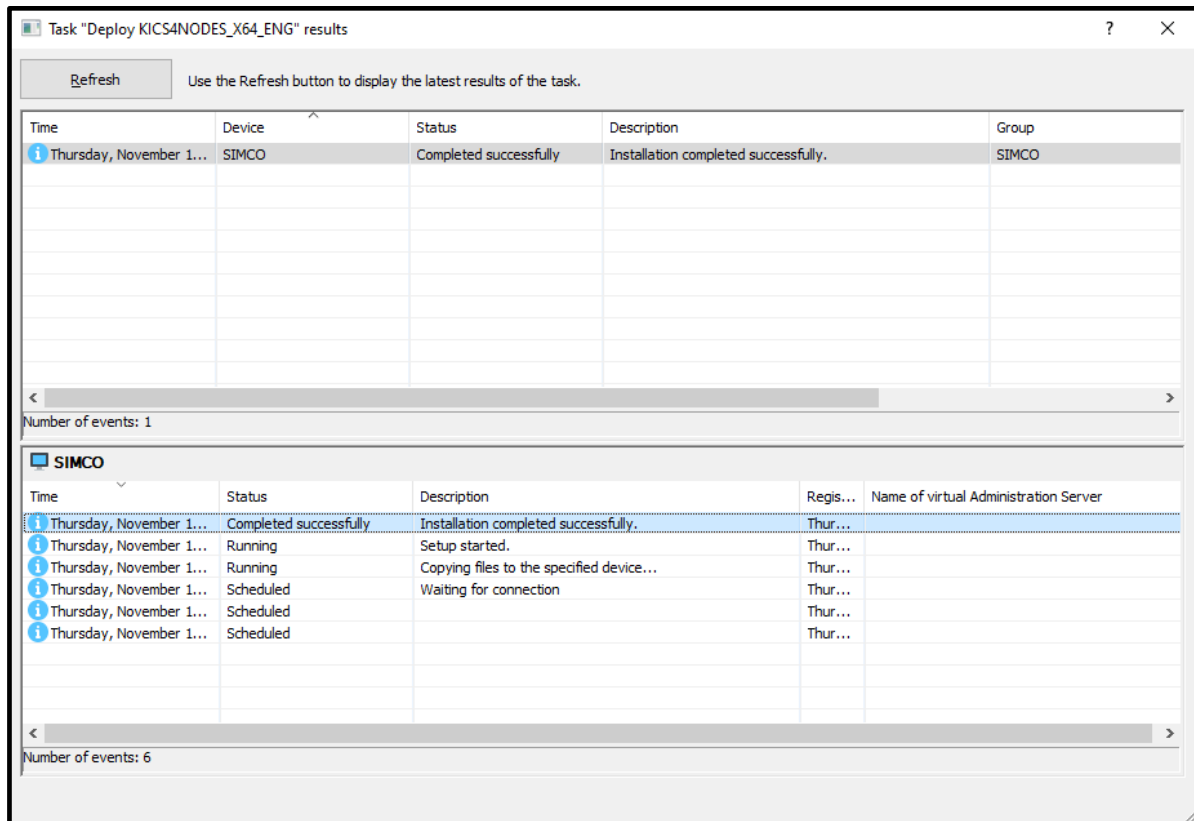 Task "Deploy KICS4NODES_X64_ENG" results ?
Refresh Use the Refresh button to display the latest results of the task.
Time Device Status Description Group
Thursday, November 1... SIMCO Completed successfully Installation completed successfully. SIMCO
Number of events: 1
SIMCO
Time Status Description Regis... Name of virtual Administration Server
Thursday, November 1... Completed successfully Installation completed successfully. Thur...
Thursday, November 1... Running Setup started. Thur...
Thursday, November 1... Running Copying files to the specified device... Thur...
Thursday, November 1... Scheduled Waiting for connection Thur...
Thursday, November 1... Scheduled Thur...
Thursday, November 1... Scheduled Thur...
Number of events: 6